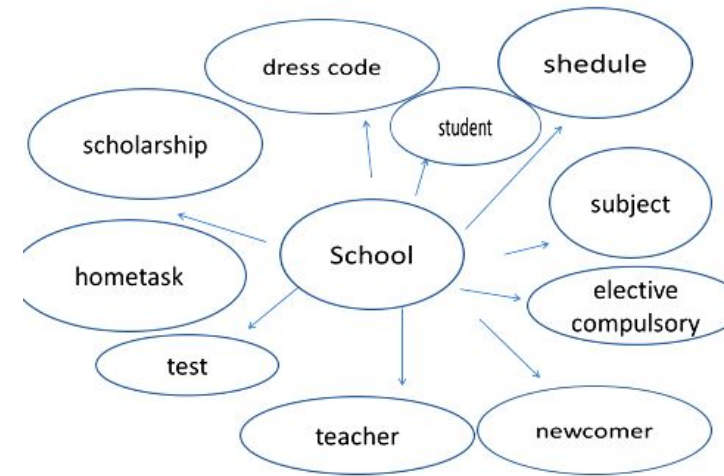 dress code
shedule
student
scholarship
subject
School
hometask
elective
compulsory
test
teacher
newcomer